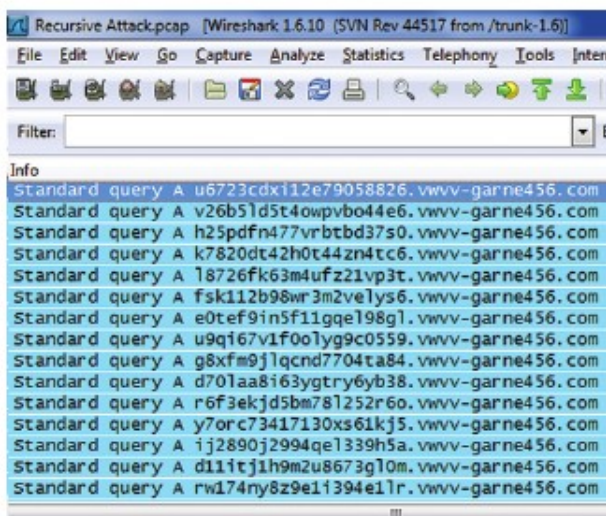 Recursive Attack.pcap [Wireshark 1.6.10 (SVN Rev 44517 from /trunk-1.6)]
File Edit View Go Capture Analyze Statistics Telephony Tools Inter
Filter:
Info
Standard query A u6723cdxi12e79058826.vwvv-garne456.com
Standard query A v26b5ld5t4owpvbo44e6.vwvv-garne456.com
Standard query A h25pdfn477vrbtbd37s0.vwvv-garne456.com
Standard query A k7820dt42h0t44zn4tc6.vwvv-garne456.com
Standard query A l8726fk63m4ufz21vp3t.vwvv-garne456.com
Standard query A fsk112b98wr3m2velys6.vwvv-garne456.com
Standard query A e0tef9in5f11gqel98gl.vwvv-garne456.com
Standard query A u9qi67v1f0olyg9c0559.vwvv-garne456.com
Standard query A g8xfm9jlqcnd7704ta84.vwvv-garne456.com
Standard query A d70laa8i63ygtry6yb38.vwvv-garne456.com
Standard query A r6f3ekjd5bm78l252r6o.vwvv-garne456.com
Standard query A y7orc73417130xs61kj5.vwvv-garne456.com
Standard query A ij2890j2994qel339h5a.vwvv-garne456.com
Standard query A d11itj1h9m2u8673gl0m.vwvv-garne456.com
Standard query A rw174ny8z9e1i394e1lr.vwvv-garne456.com